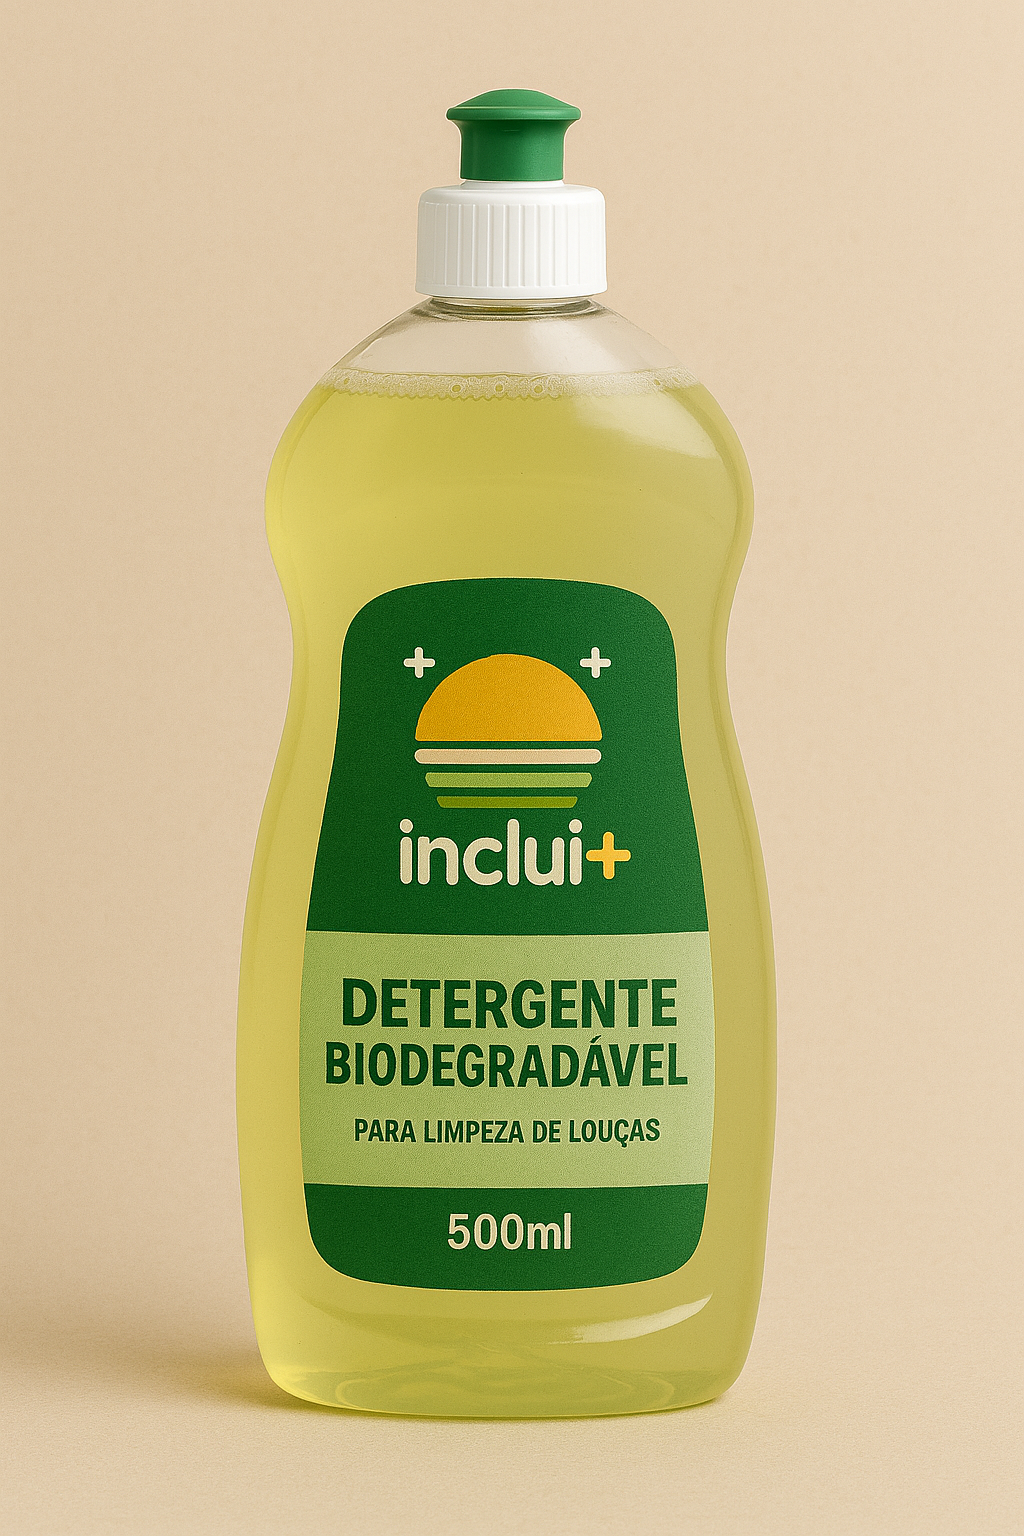 inclui+
DETERGENTE
BIODEGRADÁVEL
PARA LIMPEZA DE LOUÇAS
500ml